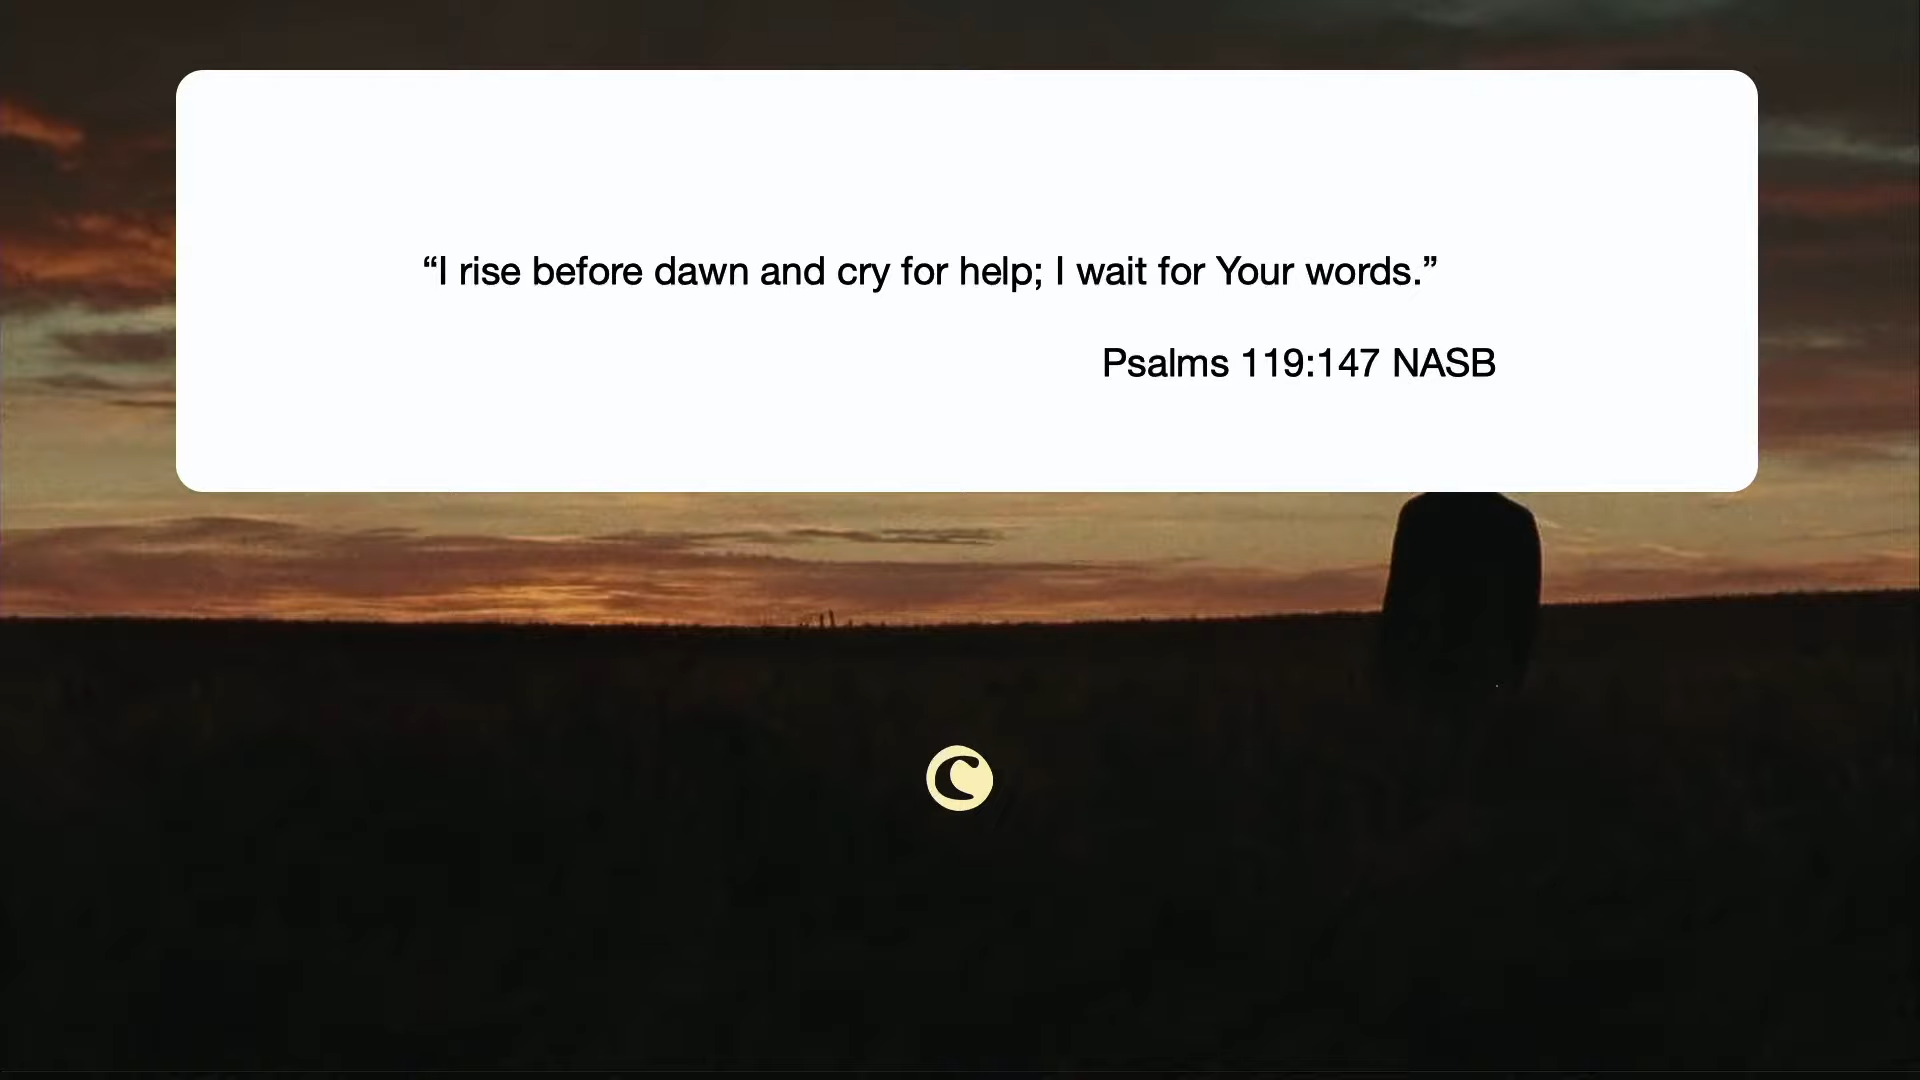 “I rise before dawn and cry for help; I wait for Your words.”
Psalms 119:147 NASB
C